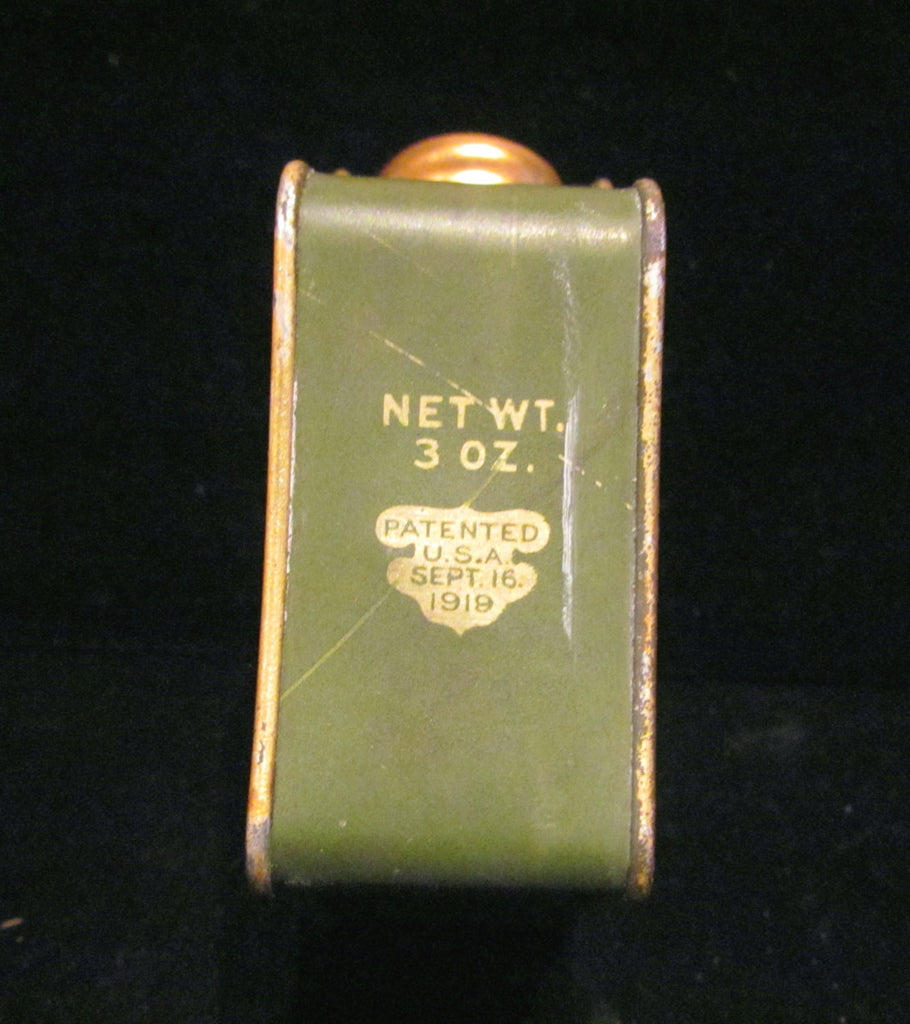 NET WT.
3 OZ.
PATENTED
U.S.A.
SEPT. 16.
1919